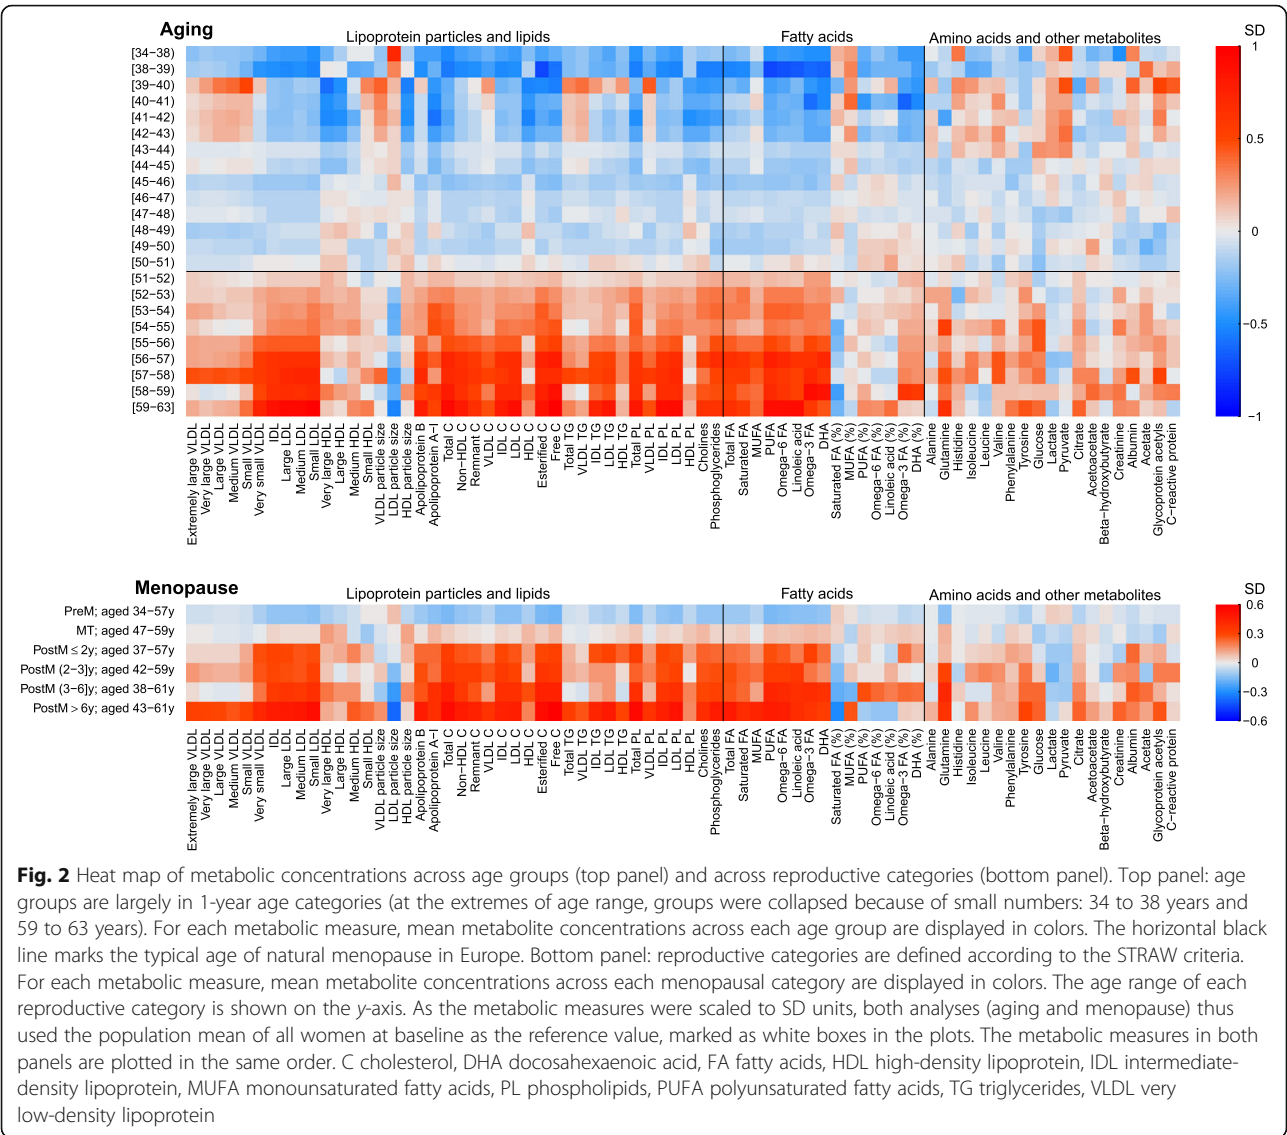 Aging
Lipoprotein particles and lipids
Fatty acids
Amino acids and other metabolites
SD
[34−38)
[38−39)
[39−40)
[40−41)
[41−42)
[42−43)
[43−44)
[44−45)
[45−46)
[46−47)
[47−48)
[48−49)
[49−50)
[50−51)
[51−52)
[52−53)
[53−54)
[54−55)
[55−56)
[56−57)
[57−58)
[58−59)
[59−63]
1
0.5
0
−0.5
−1
Extremely large VLDL
Very large VLDL
Large VLDL
Medium VLDL
Small VLDL
Very small VLDL
IDL
Large LDL
Medium LDL
Small LDL
Very large HDL
Large HDL
Medium HDL
Small HDL
VLDL particle size
LDL particle size
HDL particle size
Apolipoprotein B
Apolipoprotein A−I
Total C
Non−HDL C
Remnant C
VLDL C
IDL C
LDL C
HDL C
Esterified C
Free C
Total TG
VLDL TG
IDL TG
LDL TG
HDL TG
Total PL
VLDL PL
IDL PL
LDL PL
HDL PL
Cholines
Phosphoglycerides
Total FA
Saturated FA
MUFA
PUFA
Omega−6 FA
Linoleic acid
Omega−3 FA
DHA
Saturated FA (%)
MUFA (%)
PUFA (%)
Omega−6 FA (%)
Linoleic acid (%)
Omega−3 FA (%)
DHA (%)
Alanine
Glutamine
Histidine
Isoleucine
Leucine
Valine
Phenylalanine
Tyrosine
Glucose
Lactate
Pyruvate
Citrate
Acetoacetate
Beta−hydroxybutyrate
Creatinine
Albumin
Acetate
Glycoprotein acetyls
C−reactive protein
Menopause
Lipoprotein particles and lipids
Fatty acids
Amino acids and other metabolites
SD
PreM; aged 34−57y
MT; aged 47−59y
PostM ≤ 2y; aged 37−57y
PostM (2−3]y; aged 42−59y
PostM (3−6]y; aged 38−61y
PostM > 6y; aged 43−61y
0.6
0.3
0
−0.3
−0.6
Extremely large VLDL
Very large VLDL
Large VLDL
Medium VLDL
Small VLDL
Very small VLDL
IDL
Large LDL
Medium LDL
Small LDL
Very large HDL
Large HDL
Medium HDL
Small HDL
VLDL particle size
LDL particle size
HDL particle size
Apolipoprotein B
Apolipoprotein A−I
Total C
Non−HDL C
Remnant C
VLDL C
IDL C
LDL C
HDL C
Esterified C
Free C
Total TG
VLDL TG
IDL TG
LDL TG
HDL TG
Total PL
VLDL PL
IDL PL
LDL PL
HDL PL
Cholines
Phosphoglycerides
Total FA
Saturated FA
MUFA
PUFA
Omega−6 FA
Linoleic acid
Omega−3 FA
DHA
Saturated FA (%)
MUFA (%)
PUFA (%)
Omega−6 FA (%)
Linoleic acid (%)
Omega−3 FA (%)
DHA (%)
Alanine
Glutamine
Histidine
Isoleucine
Leucine
Valine
Phenylalanine
Tyrosine
Glucose
Lactate
Pyruvate
Citrate
Acetoacetate
Beta−hydroxybutyrate
Creatinine
Albumin
Acetate
Glycoprotein acetyls
C−reactive protein
Fig. 2 Heat map of metabolic concentrations across age groups (top panel) and across reproductive categories (bottom panel). Top panel: age
groups are largely in 1-year age categories (at the extremes of age range, groups were collapsed because of small numbers: 34 to 38 years and
59 to 63 years). For each metabolic measure, mean metabolite concentrations across each age group are displayed in colors. The horizontal black
line marks the typical age of natural menopause in Europe. Bottom panel: reproductive categories are defined according to the STRAW criteria.
For each metabolic measure, mean metabolite concentrations across each menopausal category are displayed in colors. The age range of each
reproductive category is shown on the y-axis. As the metabolic measures were scaled to SD units, both analyses (aging and menopause) thus
used the population mean of all women at baseline as the reference value, marked as white boxes in the plots. The metabolic measures in both
panels are plotted in the same order. C cholesterol, DHA docosahexaenoic acid, FA fatty acids, HDL high-density lipoprotein, IDL intermediate-
density lipoprotein, MUFA monounsaturated fatty acids, PL phospholipids, PUFA polyunsaturated fatty acids, TG triglycerides, VLDL very
low-density lipoprotein